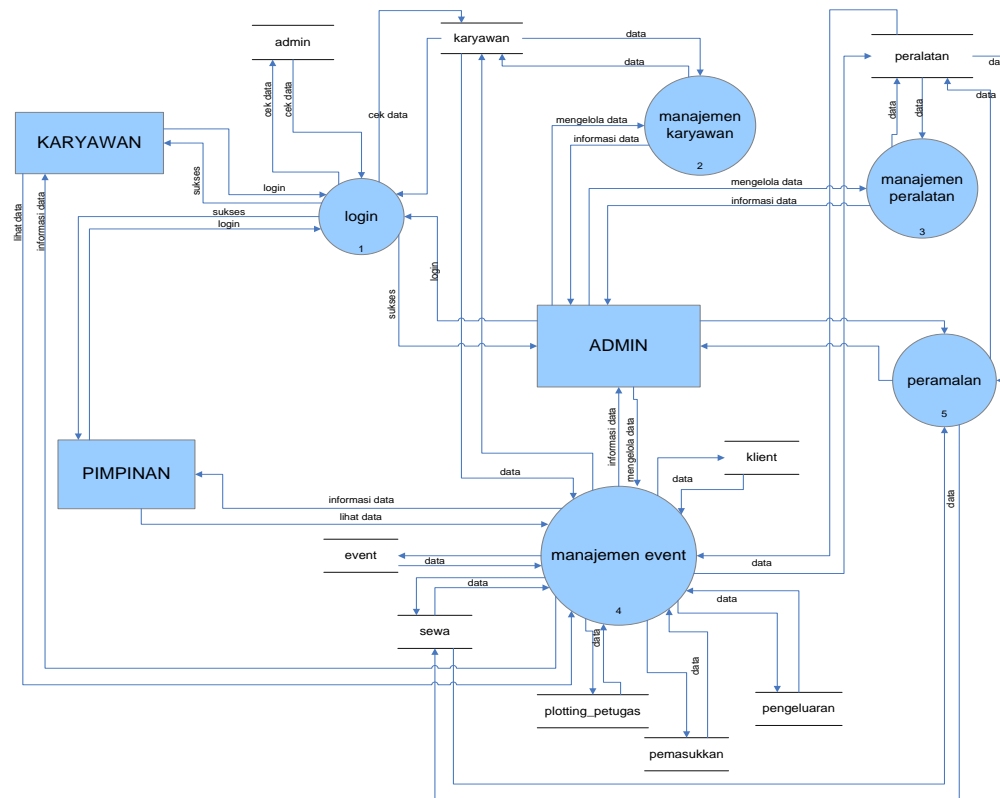 admin
karyawan
data
data
peralatan
data
data
data
data
cek data
cek data
cek data
mengelola data
informasi data
manajemen
karyawan
2
KARYAWAN
login
sukses
lihat data
informasi data
login
1
mengelola data
informasi data
manajemen
peralatan
3
sukses
login
sukses
login
ADMIN
peramalan
5
PIMPINAN
informasi data
lihat data
data
informasi data
mengelola data
klient
data
data
data
event
data
manajemen event
4
data
data
sewa
data
data
data
plotting_petugas
pengeluaran
pemasukkan